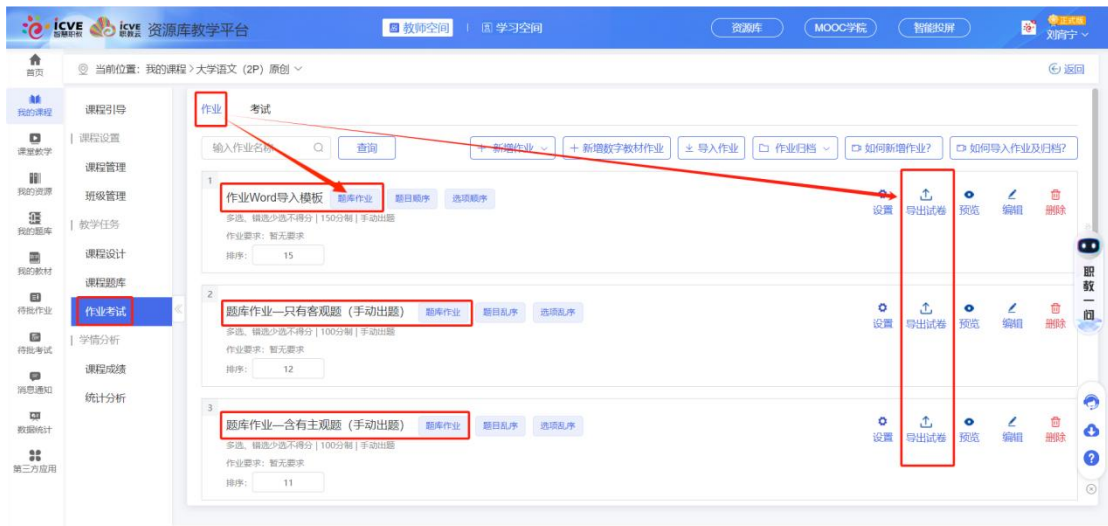 icve 智慧职教 icve 职教云 资源库教学平台
教师空间 学习空间
资源库 MOOC学院 智能投屏
正式版
刘向宁
首页
当前位置：我的课程 > 大学语文（2P）原创
返回
我的课程
课堂教学
我的资源
我的题库
我的教材
待批作业
待批考试
消息通知
数据统计
第三方应用
课程引导
课程设置
课程管理
班级管理
教学任务
课程设计
课程题库
作业考试
学情分析
课程成绩
统计分析
作业 考试
输入作业名称 查询 + 新增作业 + 新增数字教材作业 导入作业 作业归档 如何新增作业? 如何导入作业及归档?
1
作业Word导入模板 题库作业 题目顺序 选项顺序
多选、错选少选不得分 | 150分制 | 手动出题
作业要求：暂无要求
排序： 15
设置 导出试卷 预览 编辑 删除
2
题库作业—只有客观题（手动出题） 题库作业 题目乱序 选项乱序
多选、错选少选不得分 | 100分制 | 手动出题
作业要求：暂无要求
排序： 12
设置 导出试卷 预览 编辑 删除
3
题库作业—含有主观题（手动出题） 题库作业 题目乱序 选项乱序
多选、错选少选不得分 | 100分制 | 手动出题
作业要求：暂无要求
排序： 11
设置 导出试卷 预览 编辑 删除
职教一问